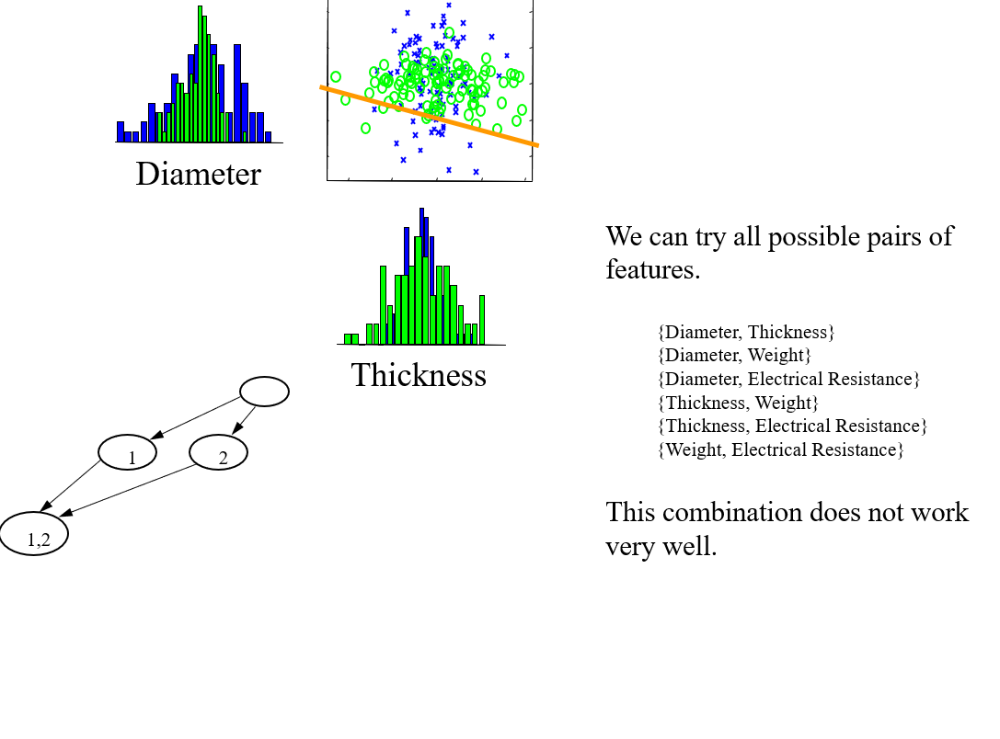 Diameter
Thickness
We can try all possible pairs of
features.
{Diameter, Thickness}
{Diameter, Weight}
{Diameter, Electrical Resistance}
{Thickness, Weight}
{Thickness, Electrical Resistance}
{Weight, Electrical Resistance}
This combination does not work
very well.
1
2
1,2